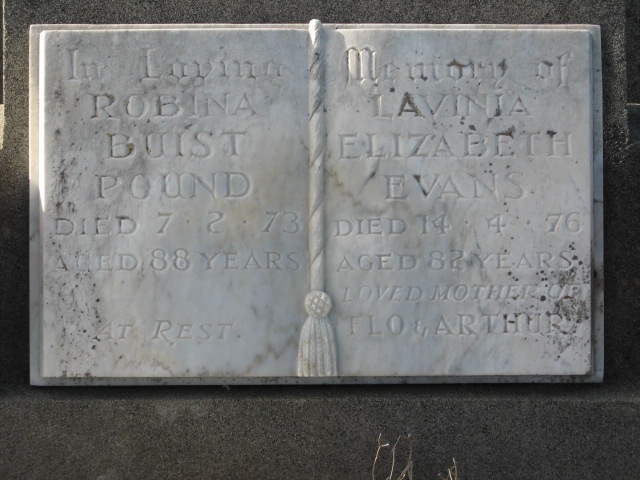 In Loving
ROBINA
BUIST
POUND
DIED 7 · 2 · 73
AGED 88 YEARS
AT REST.
Memory of
LAVINIA
ELIZABETH
EVANS
DIED 14 · 4 · 76
AGED 82 YEARS
LOVED MOTHER OF
FLO & ARTHUR